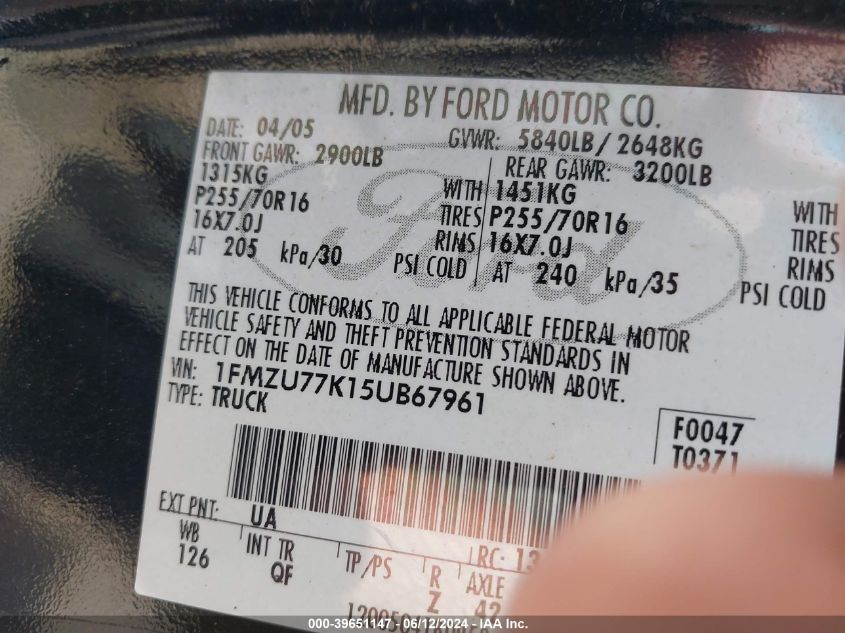 MFD. BY FORD MOTOR CO.
DATE: 04/05 GVWR: 5840LB/ 2648KG
FRONT GAWR: 2900LB REAR GAWR: 3200LB
1315KG WITH 1451KG WITH
P255/70R16 TIRES P255/70R16 TIRES
16X7.0J RIMS 16X7.0J RIMS
AT 205 kPa/30 PSI COLD AT 240 kPa/35 PSI COLD
Ford
THIS VEHICLE CONFORMS TO ALL APPLICABLE FEDERAL MOTOR
VEHICLE SAFETY AND THEFT PREVENTION STANDARDS IN
EFFECT ON THE DATE OF MANUFACTURE SHOWN ABOVE.
VIN: 1FMZU77K15UB67961
TYPE: TRUCK
F0047
T0371
EXT PNT: UA RC: 13
WB INT TR TP/PS R AXLE
126 QF Z 42
000-39651147 - 06/12/2024 - IAA Inc.